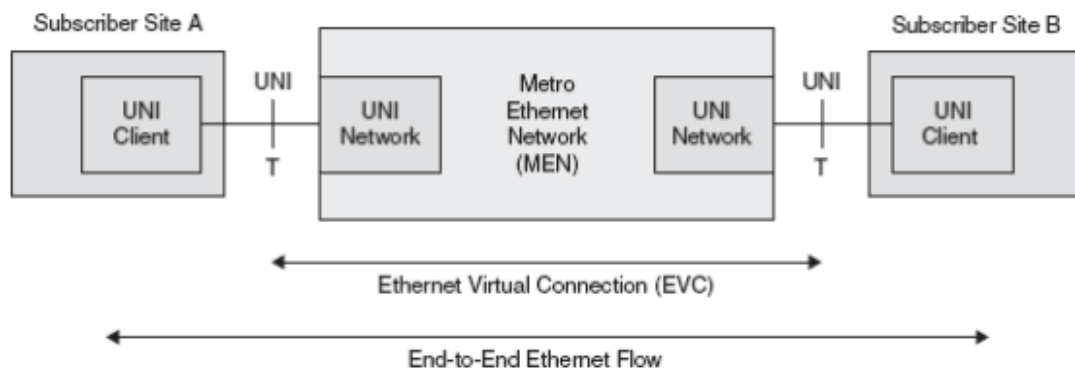 Subscriber Site A
Subscriber Site B
UNI
Client
UNI
T
UNI
Network
Metro
Ethernet
Network
(MEN)
UNI
Network
UNI
T
UNI
Client
Ethernet Virtual Connection (EVC)
End-to-End Ethernet Flow